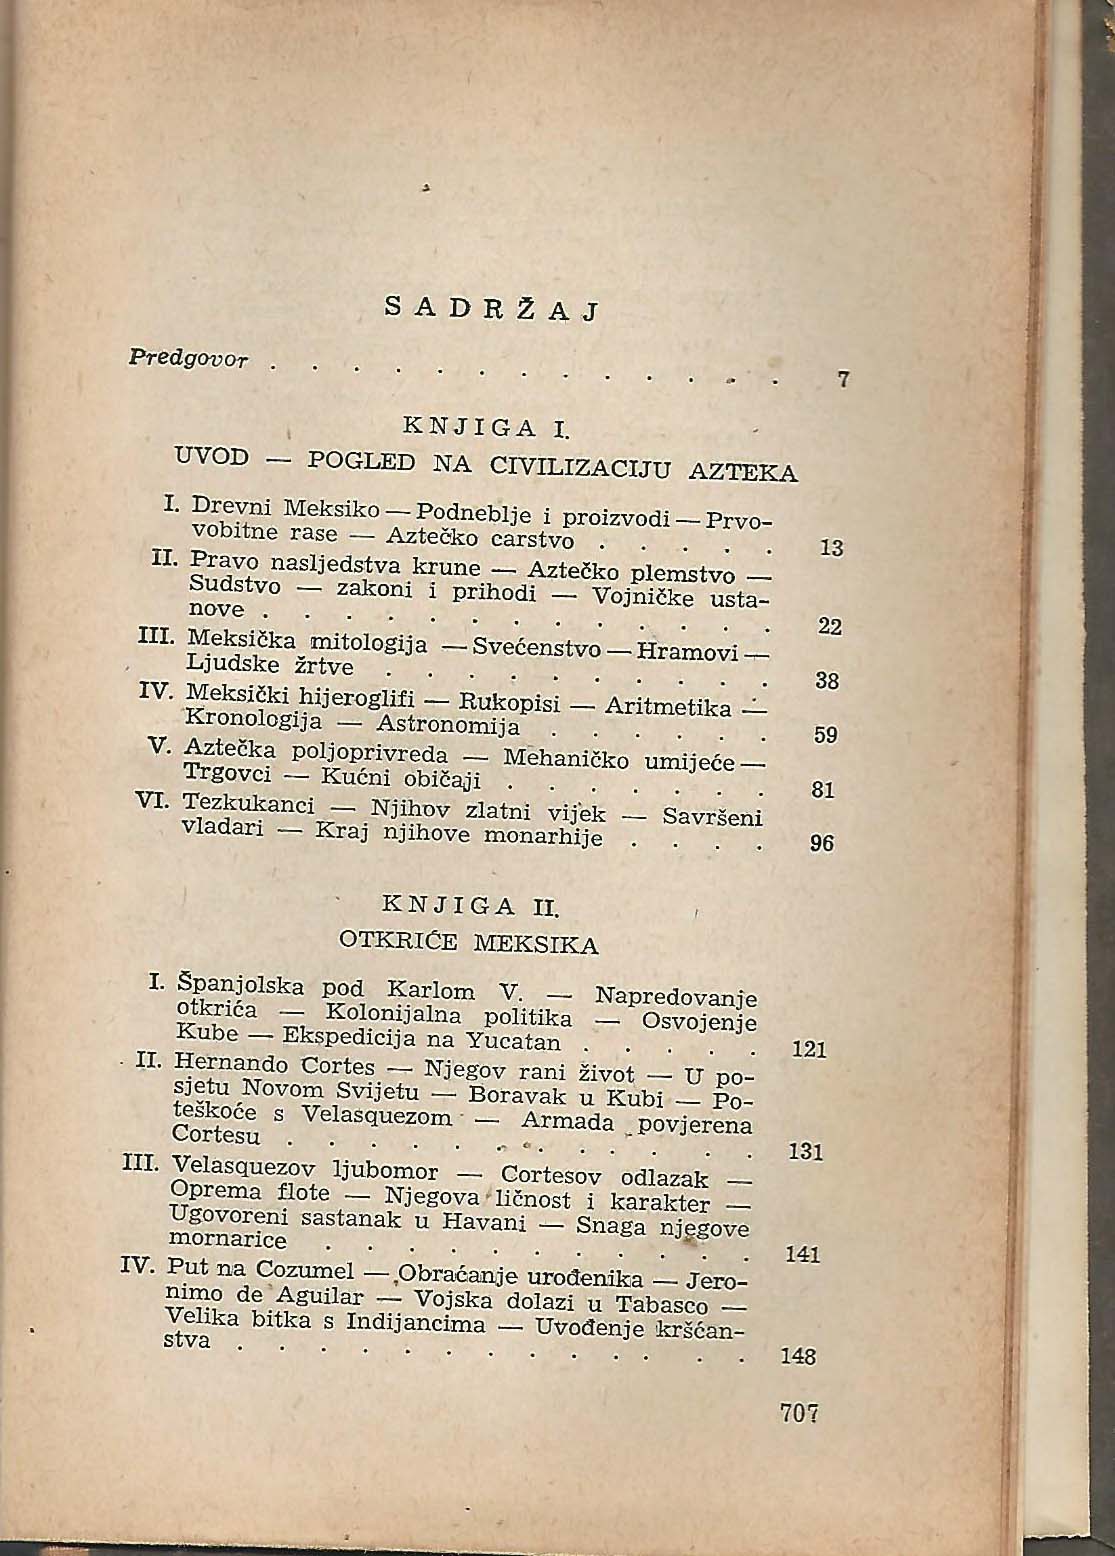 SADRŽAJ
Predgovor . . . . . . . . . . . . . 7
KNJIGA I.
UVOD — POGLED NA CIVILIZACIJU AZTEKA
I. Drevni Meksiko — Podneblje i proizvodi — Prvo-
vobitne rase — Aztečko carstvo . . . . . 13
II. Pravo nasljedstva krune — Aztečko plemstvo —
Sudstvo — zakoni i prihodi — Vojničke usta-
nove . . . . . . . . . . . . . 22
III. Meksička mitologija — Svećenstvo — Hramovi —
Ljudske žrtve . . . . . . . . . . 38
IV. Meksički hijeroglifi — Rukopisi — Aritmetika —
Kronologija — Astronomija . . . . . . 59
V. Aztečka poljoprivreda — Mehaničko umijeće —
Trgovci — Kućni običaji . . . . . . . 81
VI. Tezkukanci — Njihov zlatni vijek — Savršeni
vladari — Kraj njihove monarhije . . . . 96
KNJIGA II.
OTKRIĆE MEKSIKA
I. Španjolska pod Karlom V. — Napredovanje
otkrića — Kolonijalna politika — Osvojenje
Kube — Ekspedicija na Yucatan . . . . . 121
II. Hernando Cortes — Njegov rani život — U po-
sjetu Novom Svijetu — Boravak u Kubi — Po-
teškoće s Velasquezom — Armada povjerena
Cortesu . . . . . . . . . . . . 131
III. Velasquezov ljubomor — Cortesov odlazak —
Oprema flote — Njegova ličnost i karakter —
Ugovoreni sastanak u Havani — Snaga njegove
mornarice . . . . . . . . . . . 141
IV. Put na Cozumel — Obraćanje urođenika — Jero-
nimo de Aguilar — Vojska dolazi u Tabasco —
Velika bitka s Indijancima — Uvođenje kršćan-
stva . . . . . . . . . . . . . 148
707